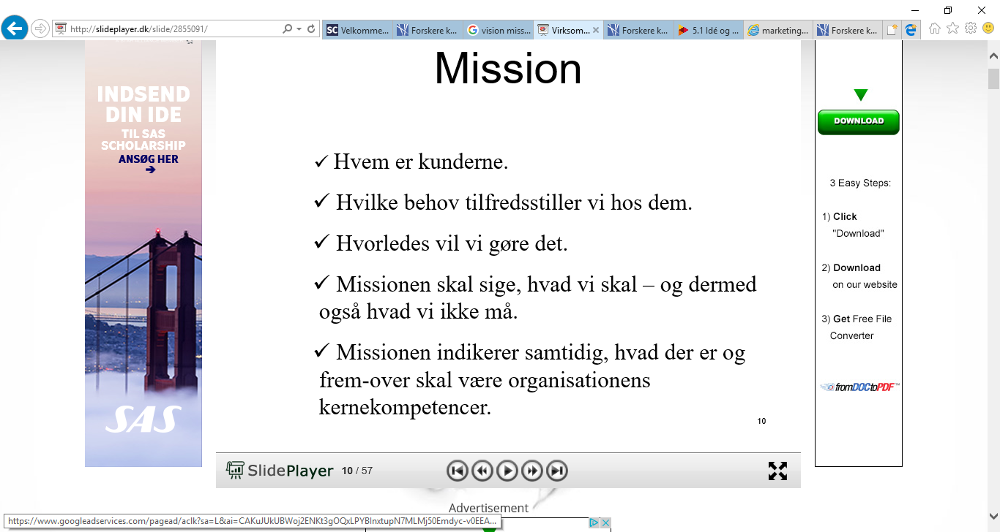 http://slideplayer.dk/slide/2855091/
SC Velkomme...
Forskere k...
vision miss...
Virksom...
Forskere k...
5.1 Idé og ...
marketing...
Forskere k...
INDSEND
DIN IDE
TIL SAS
SCHOLARSHIP
ANSØG HER
SAS
Mission
Hvem er kunderne.
Hvilke behov tilfredsstiller vi hos dem.
Hvorledes vil vi gøre det.
Missionen skal sige, hvad vi skal – og dermed
også hvad vi ikke må.
Missionen indikerer samtidig, hvad der er og
frem-over skal være organisationens
kernekompetencer.
10
SlidePlayer 10 / 57
Advertisement
DOWNLOAD
3 Easy Steps:
1) Click
"Download"
2) Download
on our website
3) Get Free File
Converter
fromDOCtoPDF™
https://www.googleadservices.com/pagead/aclk?sa=L&ai=CAKuJUkUBWoj2ENKt3gOQxLPYBInxtupN7MLMj50Emdyc-v0EEA...